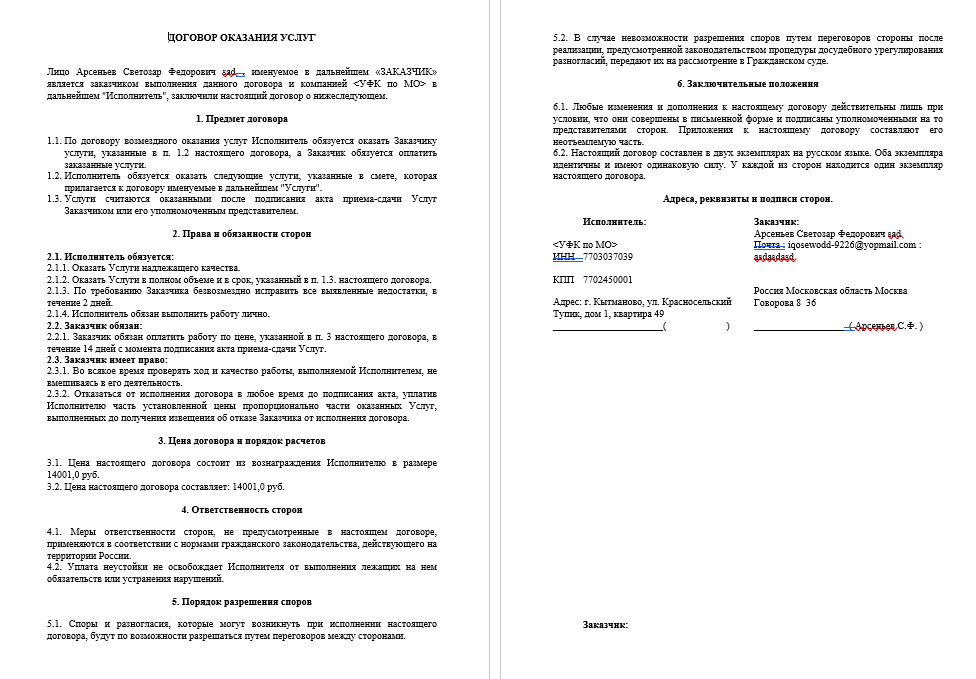 ДОГОВОР ОКАЗАНИЯ УСЛУГ
Лицо Арсеньев Светозар Федорович sad , именуемое в дальнейшем «ЗАКАЗЧИК»
является заказчиком выполнения данного договора и компанией <УФК по МО> в
дальнейшем "Исполнитель", заключили настоящий договор о нижеследующем.
1. Предмет договора
1.1. По договору возмездного оказания услуг Исполнитель обязуется оказать Заказчику
услуги, указанные в п. 1.2 настоящего договора, а Заказчик обязуется оплатить
заказанные услуги.
1.2. Исполнитель обязуется оказать следующие услуги, указанные в смете, которая
прилагается к договору именуемые в дальнейшем "Услуги".
1.3. Услуги считаются оказанными после подписания акта приема-сдачи Услуг
Заказчиком или его уполномоченным представителем.
2. Права и обязанности сторон
2.1. Исполнитель обязуется:
2.1.1. Оказать Услуги надлежащего качества.
2.1.2. Оказать Услуги в полном объеме и в срок, указанный в п. 1.3. настоящего договора.
2.1.3. По требованию Заказчика безвозмездно исправить все выявленные недостатки, в
течение 2 дней.
2.1.4. Исполнитель обязан выполнить работу лично.
2.2. Заказчик обязан:
2.2.1. Заказчик обязан оплатить работу по цене, указанной в п. 3 настоящего договора, в
течение 14 дней с момента подписания акта приема-сдачи Услуг.
2.3. Заказчик имеет право:
2.3.1. Во всякое время проверять ход и качество работы, выполняемой Исполнителем, не
вмешиваясь в его деятельность.
2.3.2. Отказаться от исполнения договора в любое время до подписания акта, уплатив
Исполнителю часть установленной цены пропорционально части оказанных Услуг,
выполненных до получения извещения об отказе Заказчика от исполнения договора.
3. Цена договора и порядок расчетов
3.1. Цена настоящего договора состоит из вознаграждения Исполнителю в размере
14001,0 руб.
3.2. Цена настоящего договора составляет: 14001,0 руб.
4. Ответственность сторон
4.1. Меры ответственности сторон, не предусмотренные в настоящем договоре,
применяются в соответствии с нормами гражданского законодательства, действующего на
территории России.
4.2. Уплата неустойки не освобождает Исполнителя от выполнения лежащих на нем
обязательств или устранения нарушений.
5. Порядок разрешения споров
5.1. Споры и разногласия, которые могут возникнуть при исполнении настоящего
договора, будут по возможности разрешаться путем переговоров между сторонами.
5.2. В случае невозможности разрешения споров путем переговоров стороны после
реализации, предусмотренной законодательством процедуры досудебного урегулирования
разногласий, передают их на рассмотрение в Гражданском суде.
6. Заключительные положения
6.1. Любые изменения и дополнения к настоящему договору действительны лишь при
условии, что они совершены в письменной форме и подписаны уполномоченными на то
представителями сторон. Приложения к настоящему договору составляют его
неотъемлемую часть.
6.2. Настоящий договор составлен в двух экземплярах на русском языке. Оба экземпляра
идентичны и имеют одинаковую силу. У каждой из сторон находится один экземпляр
настоящего договора.
Адреса, реквизиты и подписи сторон.
Исполнитель:
<УФК по МО>
ИНН 7703037039
КПП 7702450001
Адрес: г. Кытманово, ул. Красносельский
Тупик, дом 1, квартира 49
( )
Заказчик:
Арсеньев Светозар Федорович sad
Почта : iqosewodd-9226@yopmail.com :
asdasdasd
Россия Московская область Москва
Говорова 8 36
( Арсеньев С.Ф. )
Заказчик: